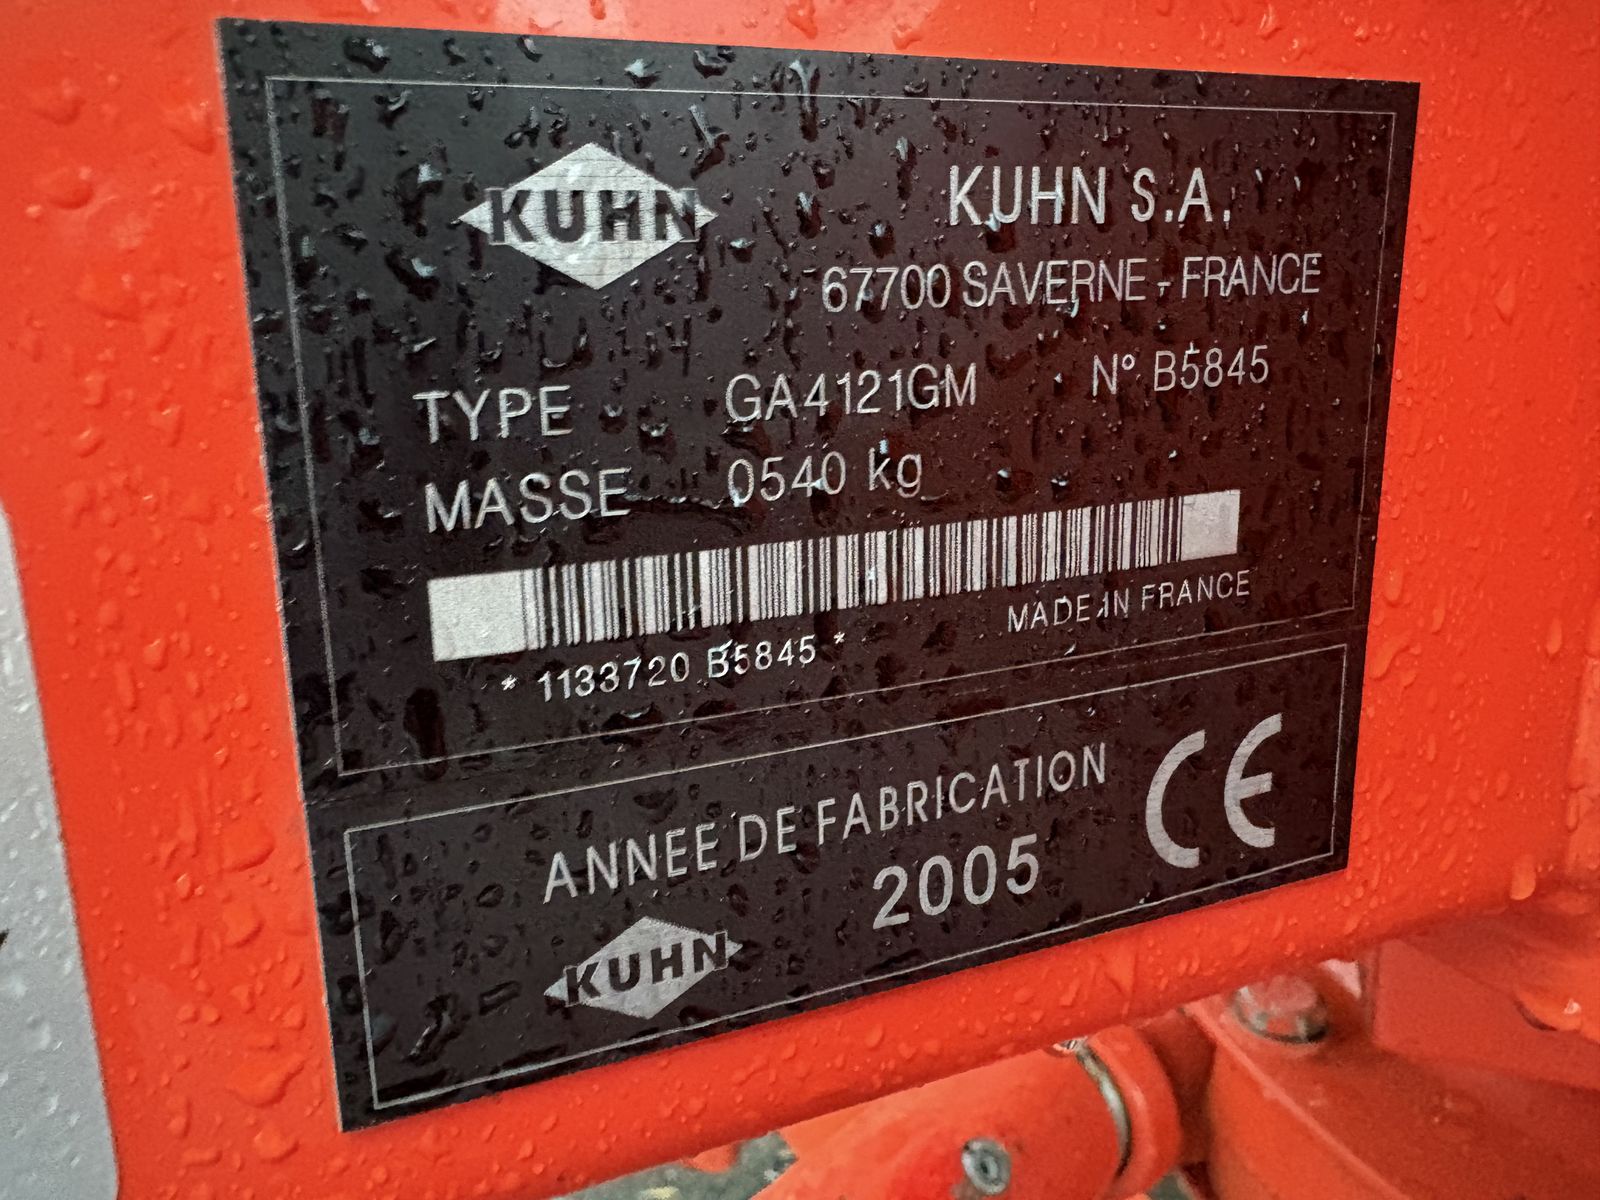 KUHN
KUHN S.A.
67700 SAVERNE - FRANCE
TYPE GA4121GM N° B5845
MASSE 0540 kg
* 1133720 B5845 *
MADE IN FRANCE
ANNEE DE FABRICATION
2005
CE
KUHN